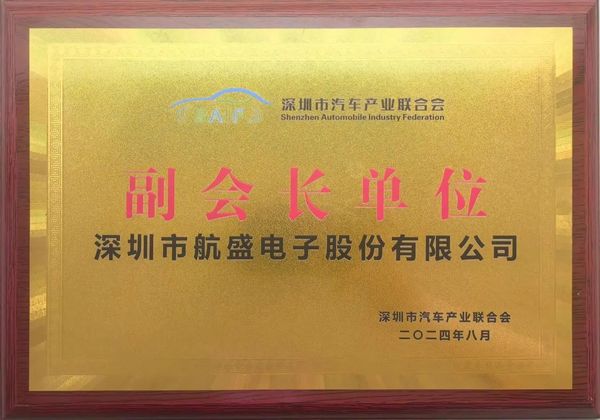 深圳市汽车产业联合会
Shenzhen Automobile Industry Federation
副会长单位
深圳市航盛电子股份有限公司
深圳市汽车产业联合会
二〇二四年八月